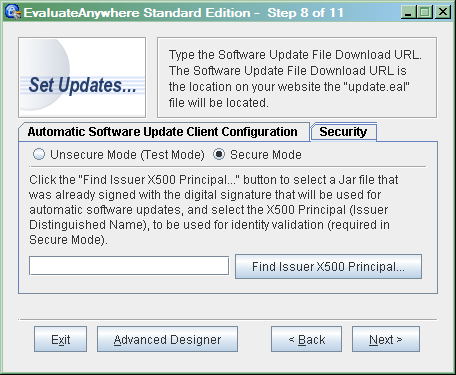 EvaluateAnywhere Standard Edition - Step 8 of 11
Set Updates...
Type the Software Update File Download URL.
The Software Update File Download URL is
the location on your website the "update.eal"
file will be located.
Automatic Software Update Client Configuration
Security
Unsecure Mode (Test Mode)
Secure Mode
Click the "Find Issuer X500 Principal..." button to select a Jar file that
was already signed with the digital signature that will be used for
automatic software updates, and select the X500 Principal (Issuer
Distinguished Name), to be used for identity validation (required in
Secure Mode).
Find Issuer X500 Principal...
Exit
Advanced Designer
< Back
Next >